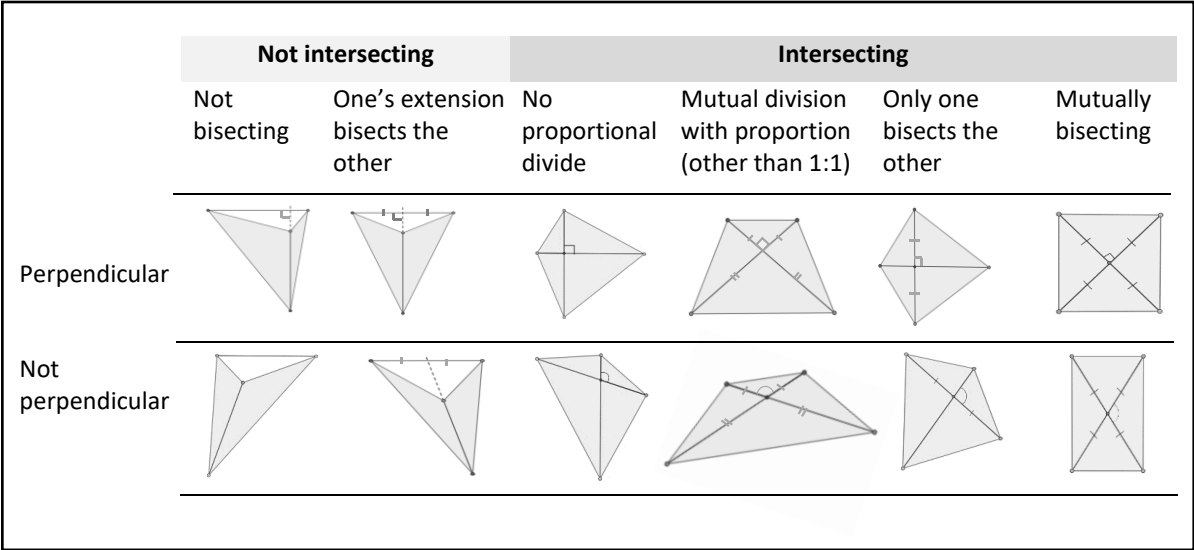 Not intersecting Intersecting
Not One's extension No Mutual division Only one Mutually
bisecting bisects the proportional with proportion bisects the bisecting
other divide (other than 1:1) other
Perpendicular
Not
perpendicular